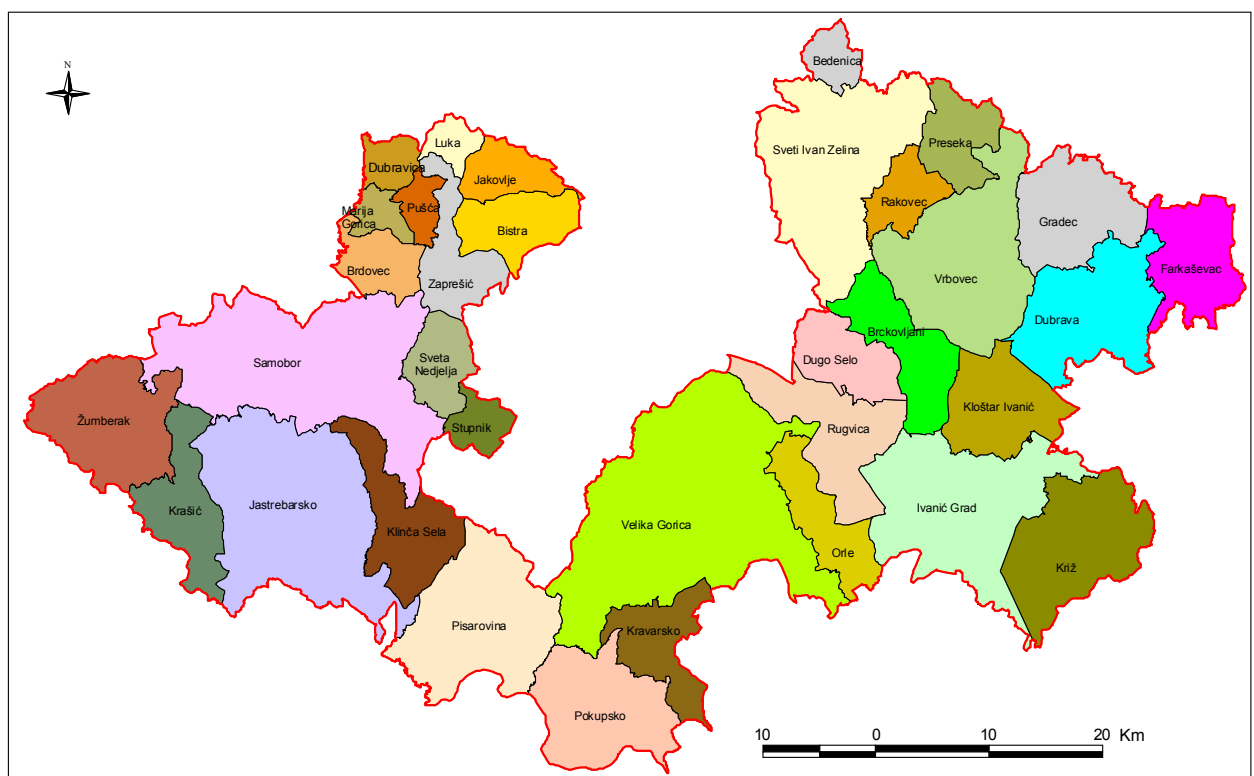 N
Bedenica
Luka
Preseka
Sveti Ivan Zelina
Dubravica
Jakovlje
Rakovec
Pušća
Marija
Gorica
Gradec
Bistra
Brdovec
Farkaševac
Zaprešić
Vrbovec
Dubrava
Brckovljani
Sveta
Nedjelja
Dugo Selo
Samobor
Kloštar Ivanić
Žumberak
Stupnik
Rugvica
Jastrebarsko
Krašić
Ivanić Grad
Velika Gorica
Klinča Sela
Orle
Križ
Pisarovina
Kravarsko
Pokupsko
10 0 10 20 Km